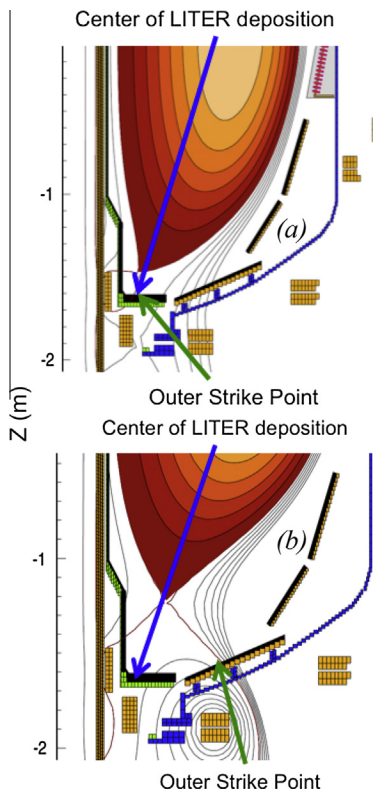 Center of LITER deposition
-1
(a)
-2
Outer Strike Point
Z (m)
Center of LITER deposition
-1
(b)
-2
Outer Strike Point